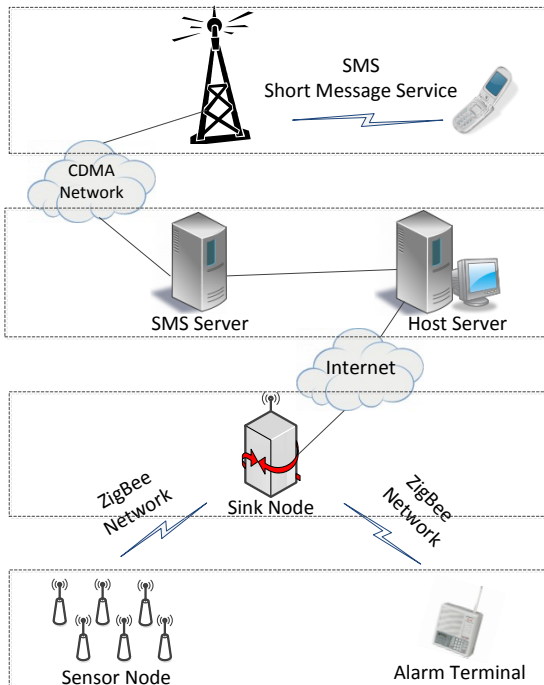 SMS
Short Message Service
CDMA
Network
SMS Server
Host Server
Internet
ZigBee
Network
ZigBee
Network
Sink Node
Sensor Node
Alarm Terminal